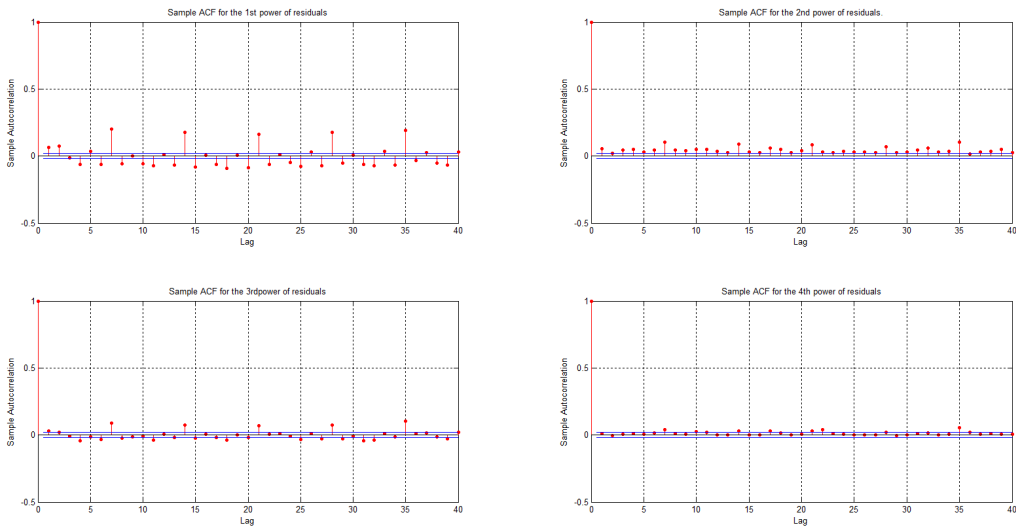 Sample ACF for the 1st power of residuals
1
0.5
0
-0.5
Sample Autocorrelation
0 5 10 15 20 25 30 35 40
Lag
Sample ACF for the 2nd power of residuals.
1
0.5
0
-0.5
Sample Autocorrelation
0 5 10 15 20 25 30 35 40
Lag
Sample ACF for the 3rdpower of residuals
1
0.5
0
-0.5
Sample Autocorrelation
0 5 10 15 20 25 30 35 40
Lag
Sample ACF for the 4th power of residuals
1
0.5
0
-0.5
Sample Autocorrelation
0 5 10 15 20 25 30 35 40
Lag